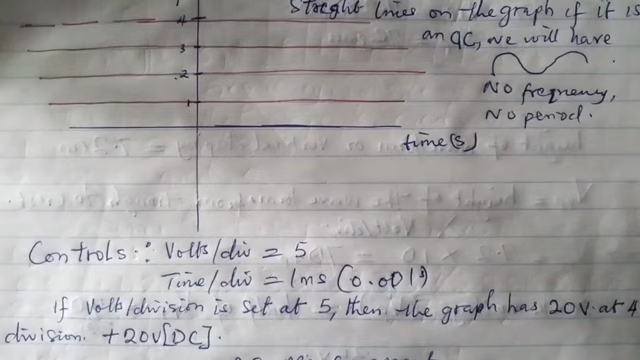 Streght lines on the graph if it is
an ac, we will have
4
3
2
1
No frequency,
No period.
time(s)
Controls: Volts/div = 5
Time/div = 1ms (0.001s)
If Volts/division is set at 5, then the graph has 20V at 4
division. +20V[DC].